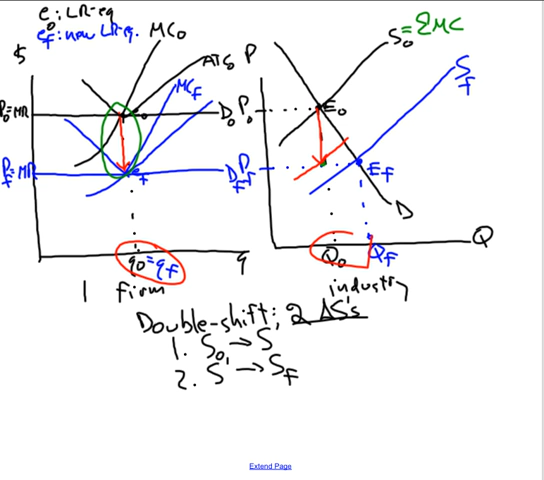 e₀: LR-eq
e_f: new LR-eq.
$
MC₀
ATC₀
P
S₀=ΣMC
MC_f
S_f
P₀=MR
D₀
P₀
E₀
P_f=MR
D_f
P_f
E_f
D
q₀=q_f
q
Q₀
Q_f
Q
1 firm
industry
Double-shift; 2 ΔS's
1. S₀ → S'
2. S' → S_f
Extend Page